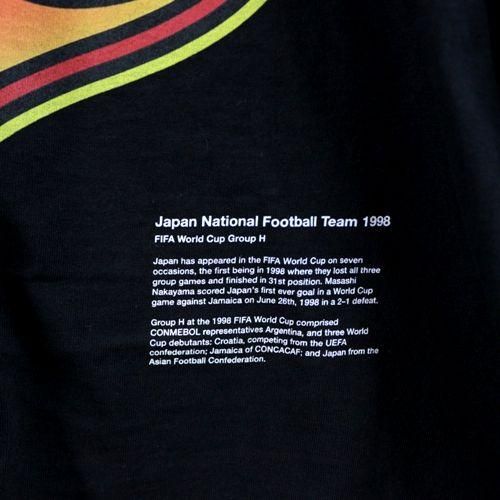 Japan National Football Team 1998
FIFA World Cup Group H
Japan has appeared in the FIFA World Cup on seven
occasions, the first being in 1998 where they lost all three
group games and finished in 31st position. Masashi
Nakayama scored Japan's first ever goal in a World Cup
game against Jamaica on June 26th, 1998 in a 2-1 defeat.
Group H at the 1998 FIFA World Cup comprised
CONMEBOL representatives Argentina, and three World
Cup debutants: Croatia, competing from the UEFA
confederation; Jamaica of CONCACAF; and Japan from the
Asian Football Confederation.